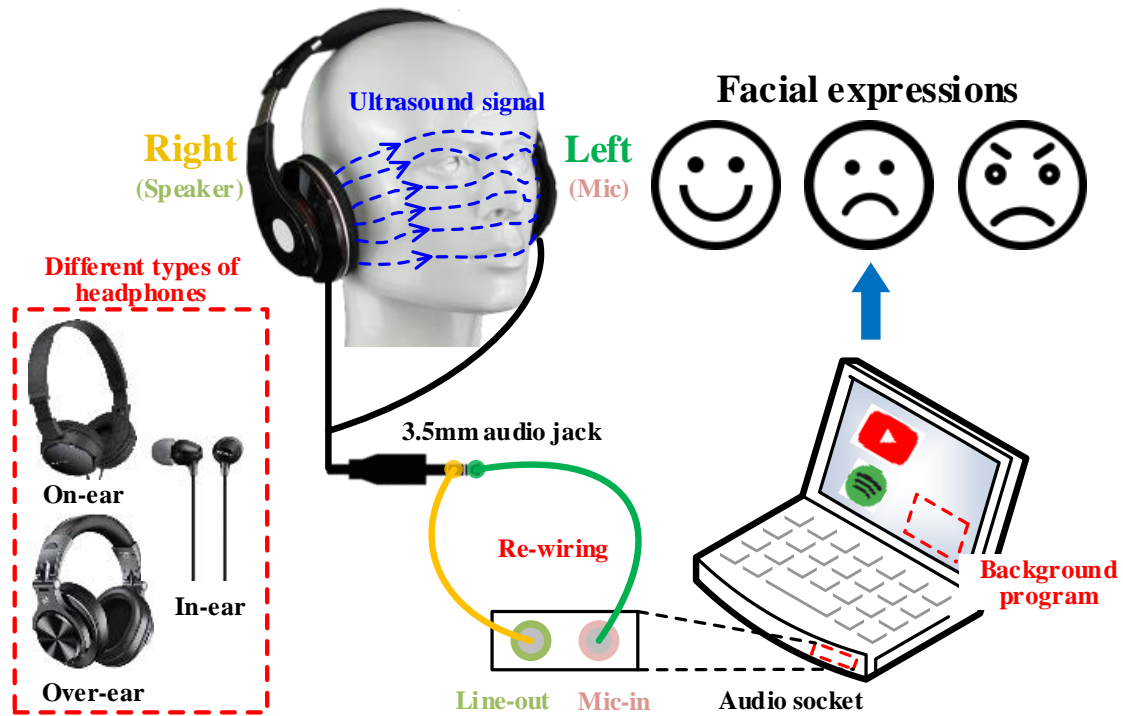 Facial expressions
Ultrasound signal
Right
(Speaker)
Left
(Mic)
Different types of
headphones
On-ear
In-ear
Over-ear
3.5mm audio jack
Re-wiring
Line-out
Mic-in
Audio socket
Background
program